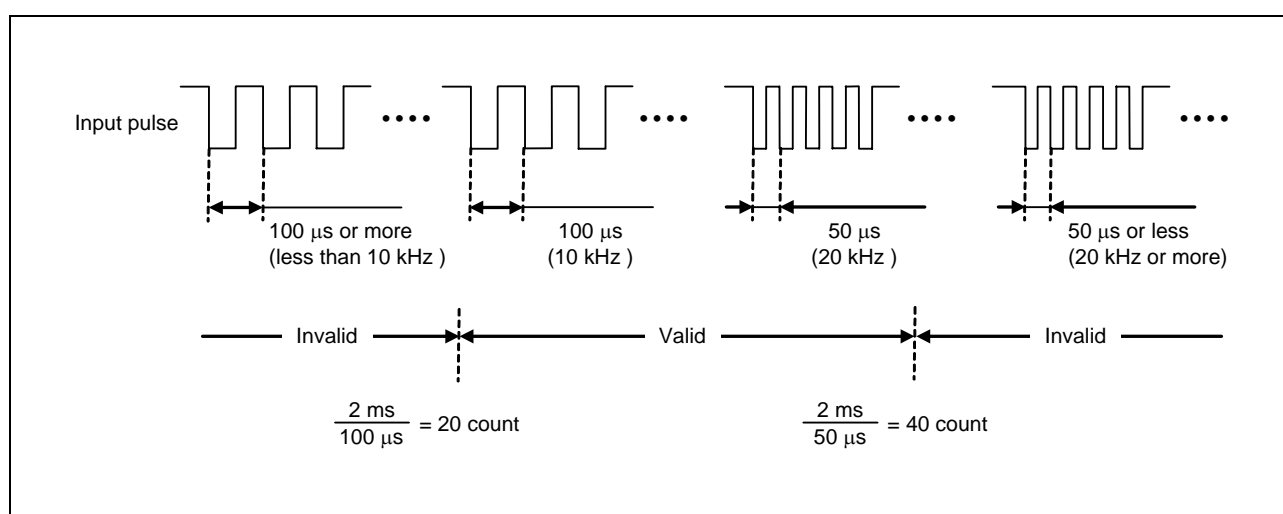 Input pulse
100 μs or more
(less than 10 kHz )
100 μs
(10 kHz )
50 μs
(20 kHz )
50 μs or less
(20 kHz or more)
Invalid
Valid
Invalid
2 ms
100 μs
= 20 count
2 ms
50 μs
= 40 count